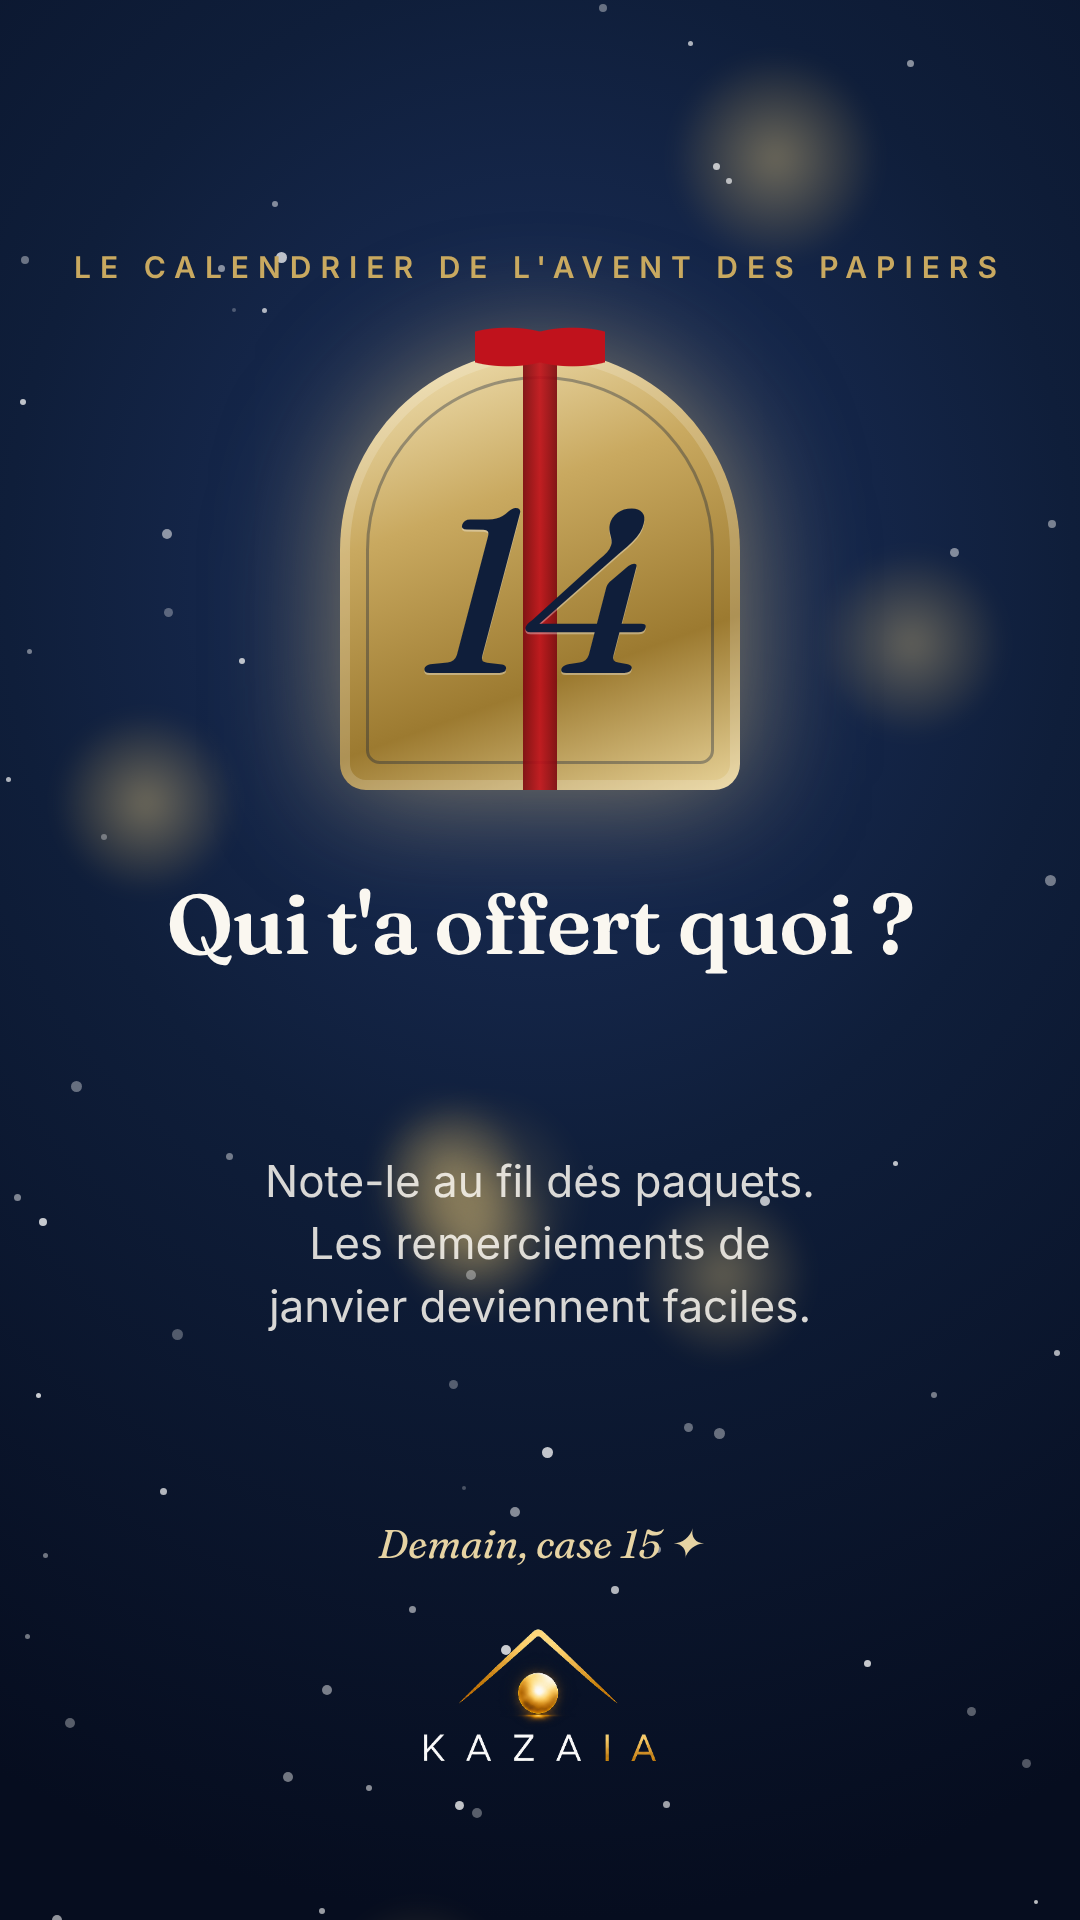 LE CALENDRIER DE L'AVENT DES PAPIERS
14
Qui t'a offert quoi ?
Note-le au fil des paquets.
Les remerciements de
janvier deviennent faciles.
Demain, case 15 ✦
KAZAIA